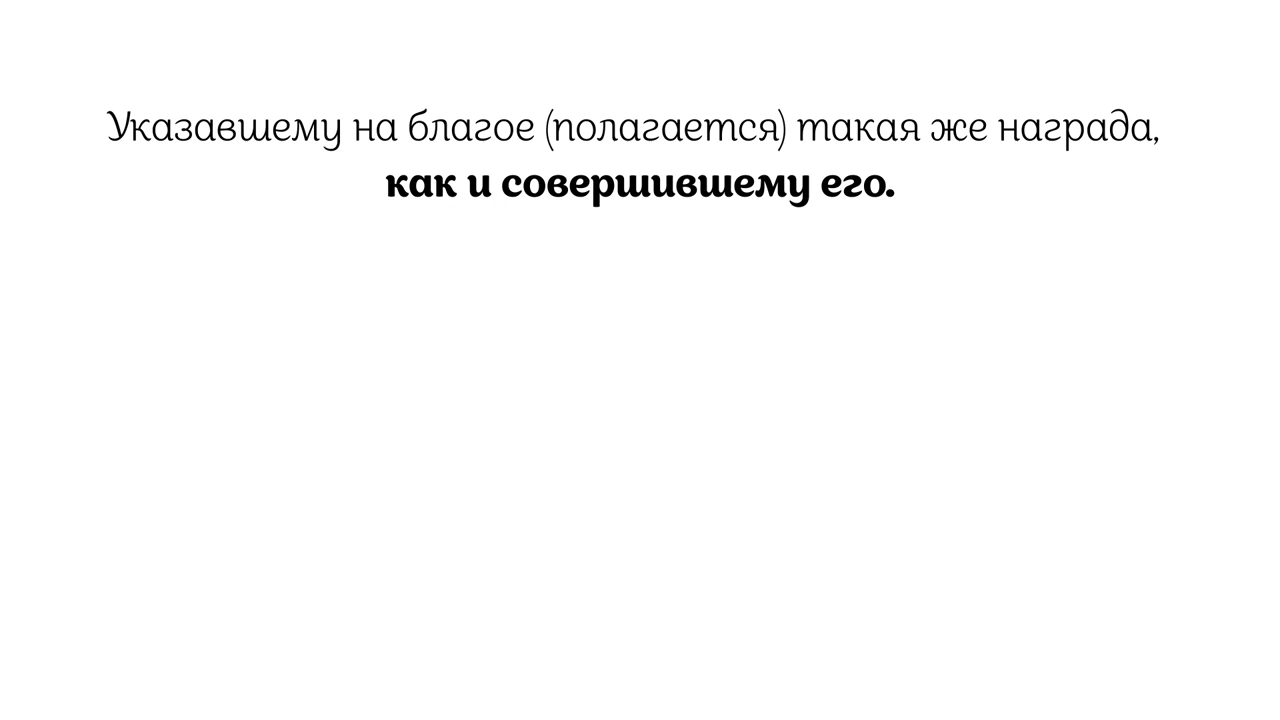 Указавшему на благое (полагается) такая же награда,
как и совершившему его.